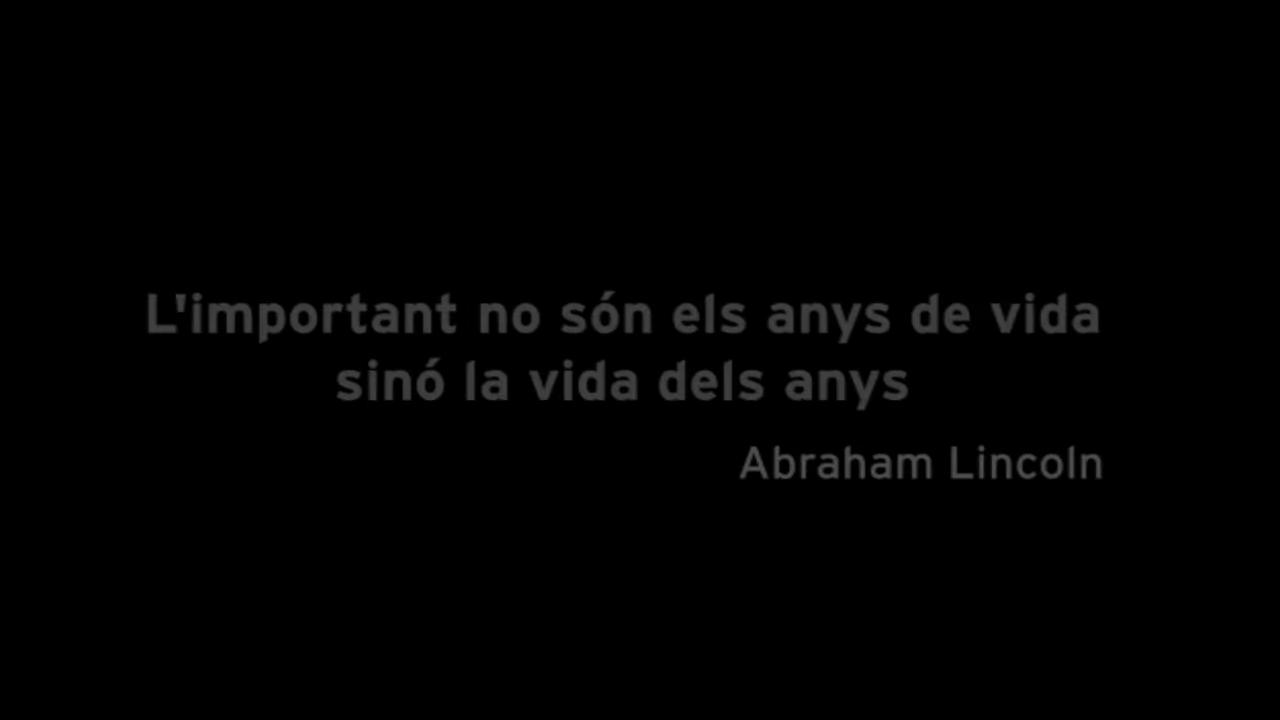 L'important no són els anys de vida
sinó la vida dels anys
Abraham Lincoln